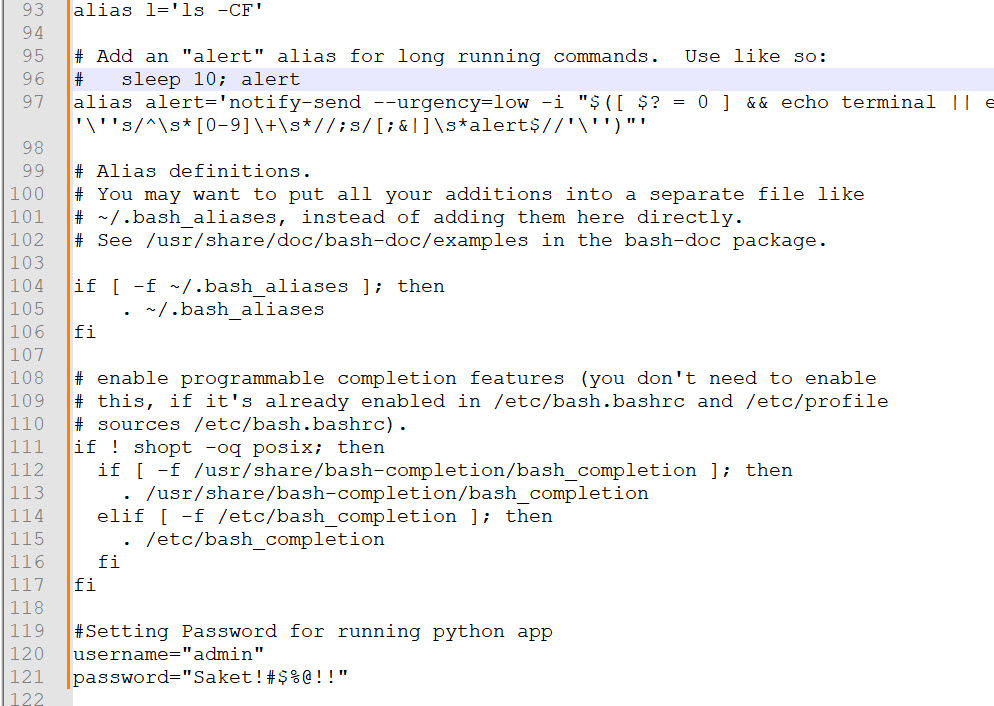 93 alias l='ls -CF'
94
95 # Add an "alert" alias for long running commands.  Use like so:
96 #   sleep 10; alert
97 alias alert='notify-send --urgency=low -i "$([ $? = 0 ] && echo terminal || e
'\''s/^\s*[0-9]\+\s*//;s/[;&|]\s*alert$//'\'')"'
98
99 # Alias definitions.
100 # You may want to put all your additions into a separate file like
101 # ~/.bash_aliases, instead of adding them here directly.
102 # See /usr/share/doc/bash-doc/examples in the bash-doc package.
103
104 if [ -f ~/.bash_aliases ]; then
105     . ~/.bash_aliases
106 fi
107
108 # enable programmable completion features (you don't need to enable
109 # this, if it's already enabled in /etc/bash.bashrc and /etc/profile
110 # sources /etc/bash.bashrc).
111 if ! shopt -oq posix; then
112   if [ -f /usr/share/bash-completion/bash_completion ]; then
113     . /usr/share/bash-completion/bash_completion
114   elif [ -f /etc/bash_completion ]; then
115     . /etc/bash_completion
116   fi
117 fi
118
119 #Setting Password for running python app
120 username="admin"
121 password="Saket!#$%@!!"
122